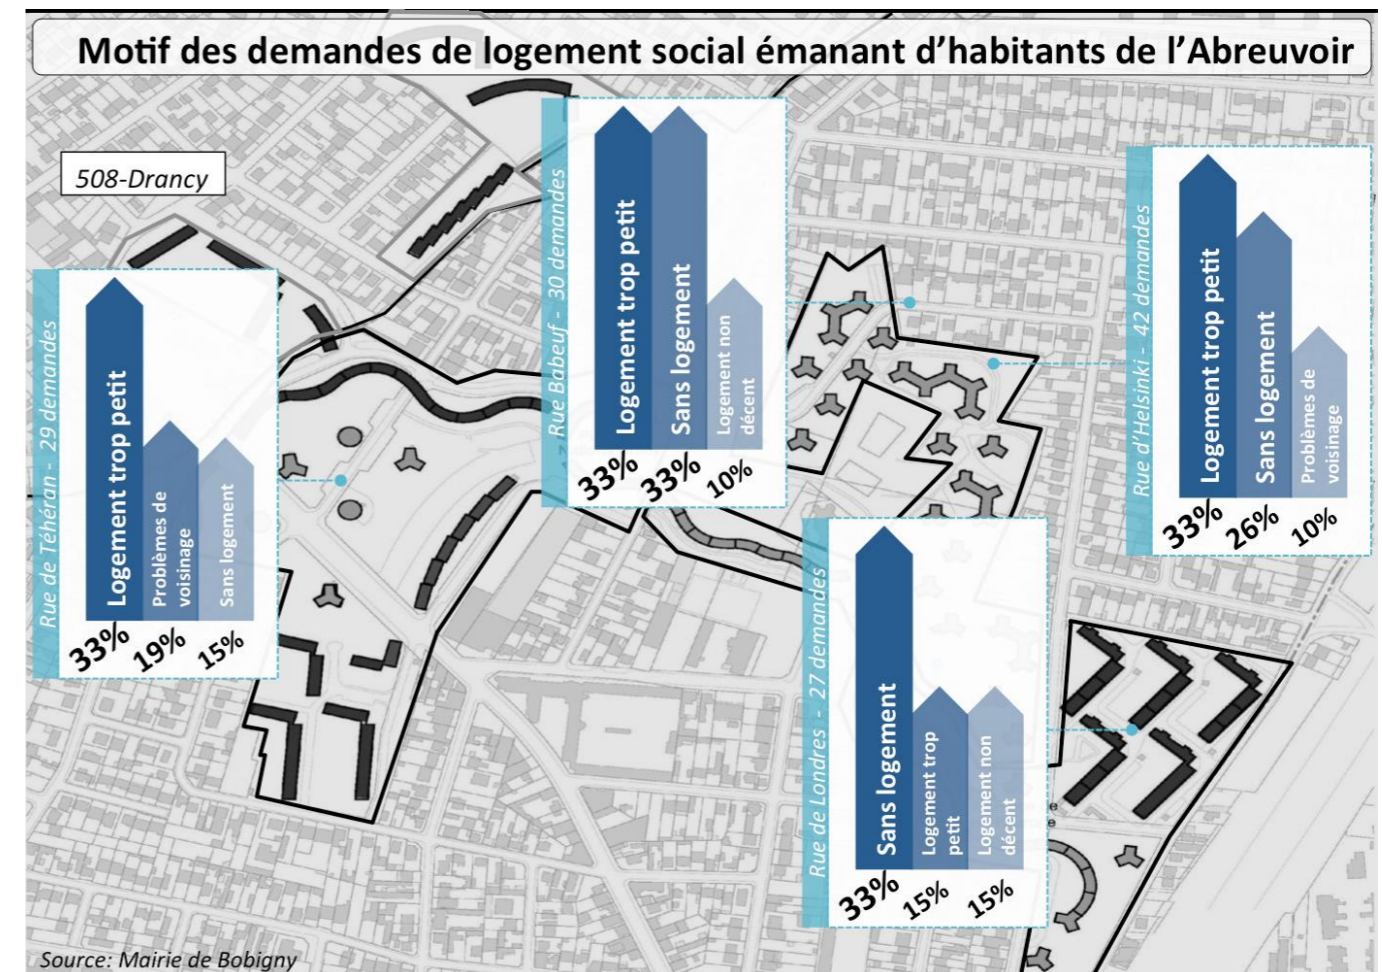 Motif des demandes de logement social émanant d’habitants de l’Abreuvoir
508-Drancy
Rue de Téhéran - 29 demandes
Logement trop petit
Problèmes de
voisinage
Sans logement
33%
19%
15%
Rue Babeuf - 30 demandes
Logement trop petit
Sans logement
Logement non
décent
33%
33%
10%
Rue d’Helsinki - 42 demandes
Logement trop petit
Sans logement
Problèmes de
voisinage
33%
26%
10%
Rue de Londres - 27 demandes
Sans logement
Logement trop
petit
Logement non
décent
33%
15%
15%
e
e
Source: Mairie de Bobigny